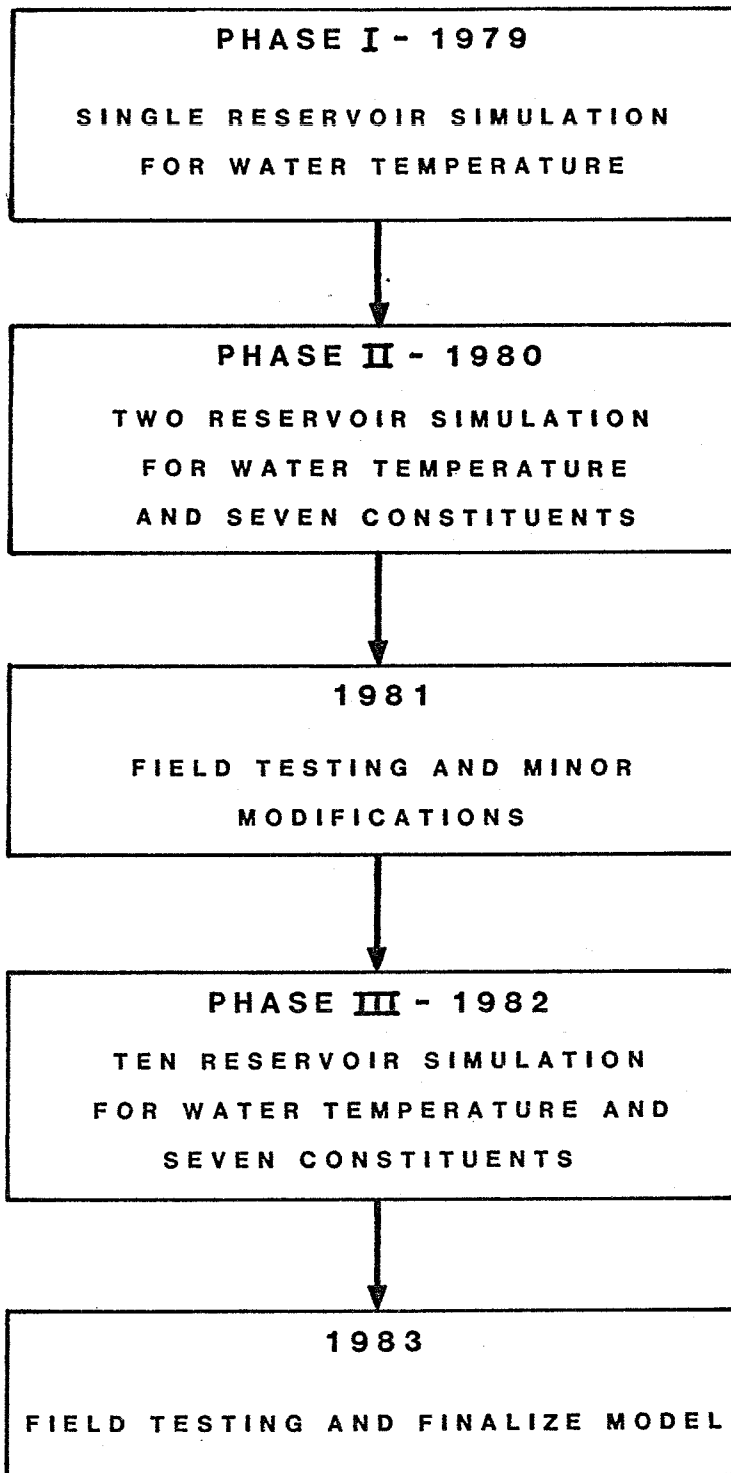 PHASE I - 1979
SINGLE RESERVOIR SIMULATION
FOR WATER TEMPERATURE
PHASE II - 1980
TWO RESERVOIR SIMULATION
FOR WATER TEMPERATURE
AND SEVEN CONSTITUENTS
1981
FIELD TESTING AND MINOR
MODIFICATIONS
PHASE III - 1982
TEN RESERVOIR SIMULATION
FOR WATER TEMPERATURE AND
SEVEN CONSTITUENTS
1983
FIELD TESTING AND FINALIZE MODEL